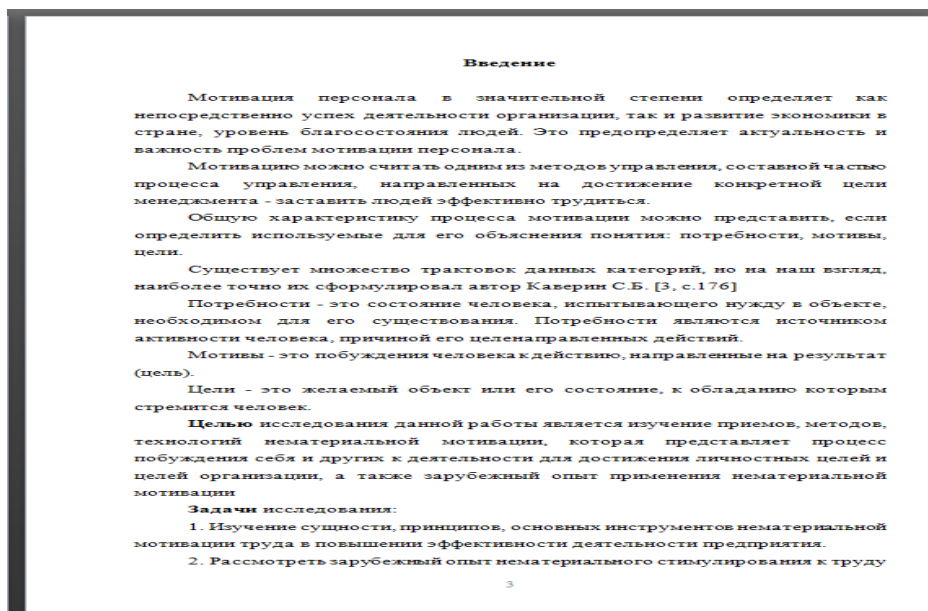 Введение
Мотивация персонала в значительной степени определяет как
непосредственно успех деятельности организации, так и развитие экономики в
стране, уровень благосостояния людей. Это предопределяет актуальность и
важность проблем мотивации персонала.
Мотивацию можно считать одним из методов управления, составной частью
процесса управления, направленных на достижение конкретной цели
менеджмента - заставить людей эффективно трудиться.
Общую характеристику процесса мотивации можно представить, если
определить используемые для его объяснения понятия: потребности, мотивы,
цели.
Существует множество трактовок данных категорий, но на наш взгляд,
наиболее точно их сформулировал автор Каверин С.Б. [3, с.176]
Потребности - это состояние человека, испытывающего нужду в объекте,
необходимом для его существования. Потребности являются источником
активности человека, причиной его целенаправленных действий.
Мотивы - это побуждения человека к действию, направленные на результат
(цель).
Цели - это желаемый объект или его состояние, к обладанию которым
стремится человек.
Целью исследования данной работы является изучение приемов, методов,
технологий нематериальной мотивации, которая представляет процесс
побуждения себя и других к деятельности для достижения личностных целей и
целей организации, а также зарубежный опыт применения нематериальной
мотивации
Задачи исследования:
1. Изучение сущности, принципов, основных инструментов нематериальной
мотивации труда в повышении эффективности деятельности предприятия.
2. Рассмотреть зарубежный опыт нематериального стимулирования к труду
3